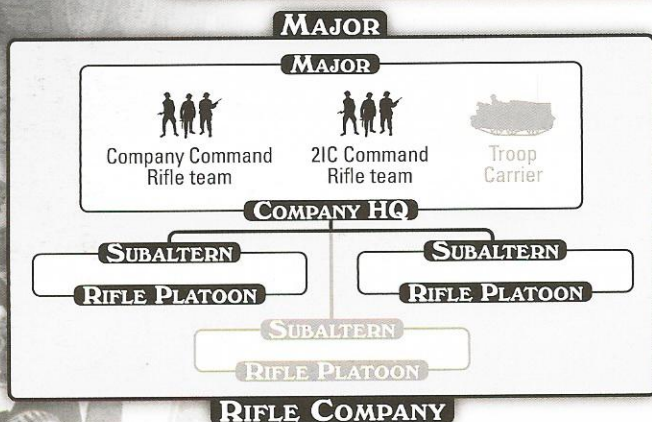 MAJOR
MAJOR
Company Command
Rifle team
2IC Command
Rifle team
Troop
Carrier
COMPANY HQ
SUBALTERN
RIFLE PLATOON
SUBALTERN
RIFLE PLATOON
SUBALTERN
RIFLE PLATOON
RIFLE COMPANY